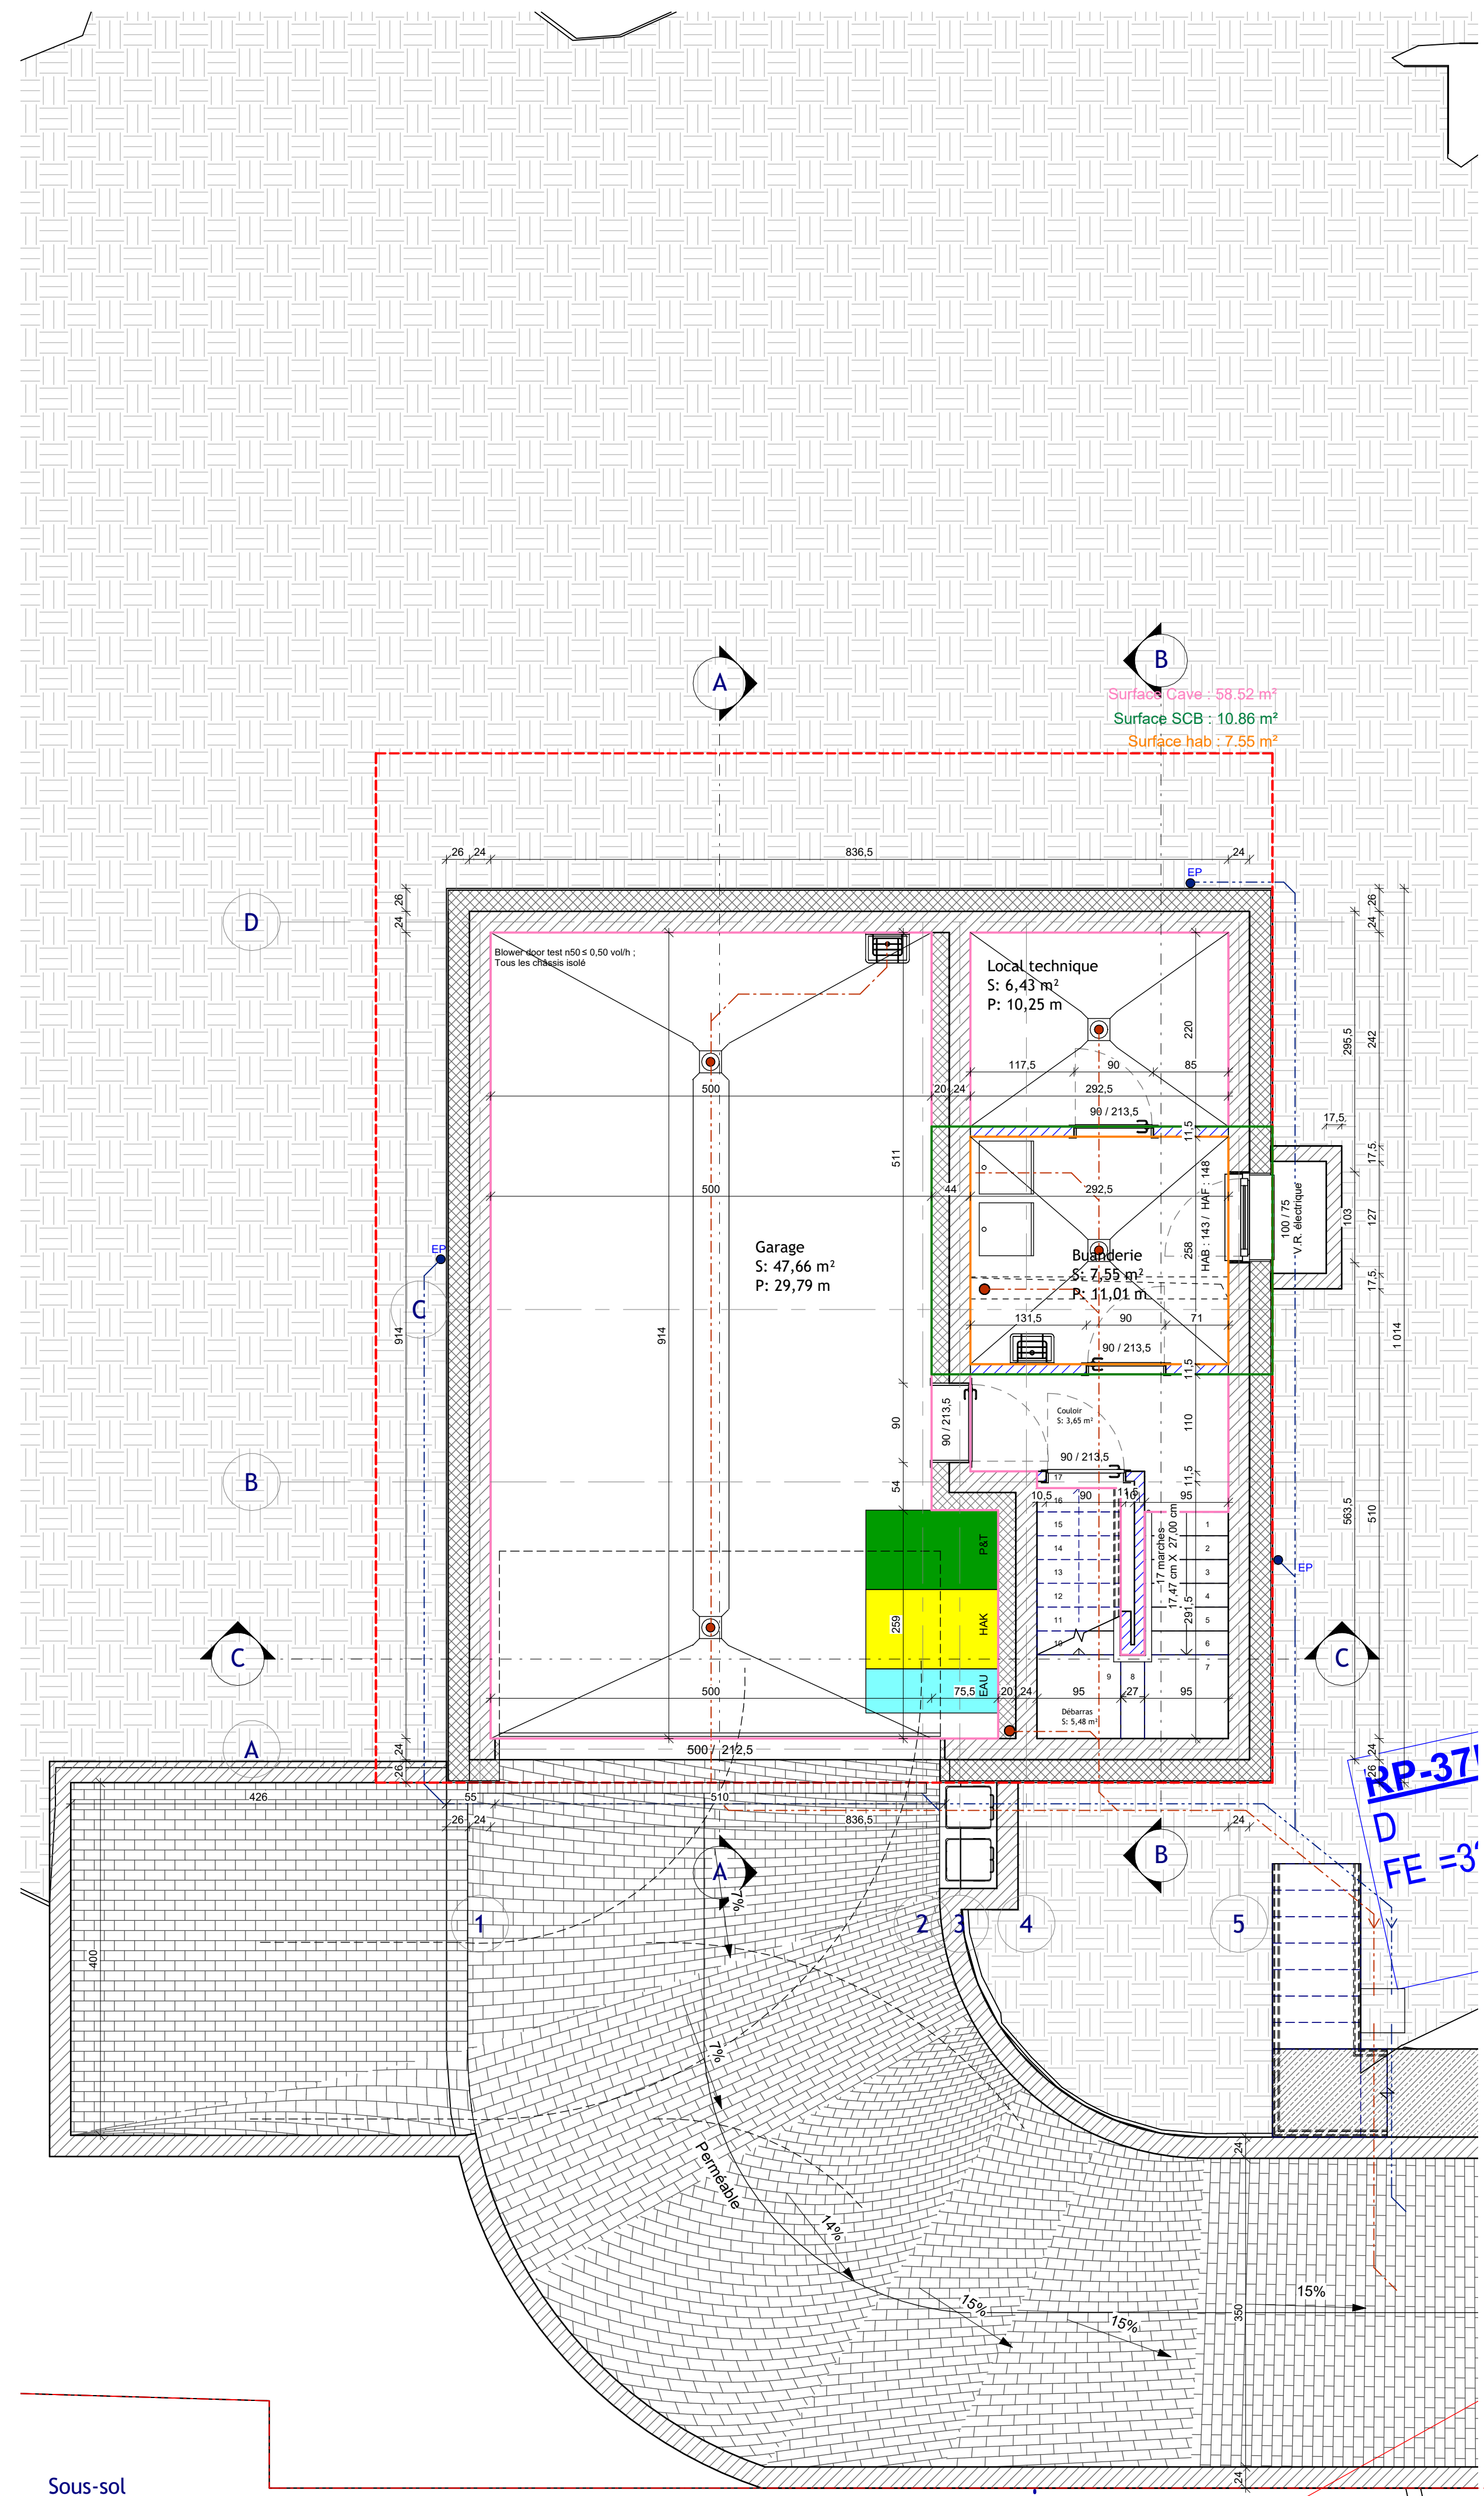 A
B
Surface Cave : 58.52 m²
Surface SCB : 10.86 m²
Surface hab : 7.55 m²
26
24
836,5
24
EP
D
26
24
26
24
Blower door test n50 ≤ 0,50 vol/h ;
Tous les châssis isolé
Local technique
S: 6,43 m²
P: 10,25 m
220
295,5
242
117,5
90
85
500
20
24
292,5
90 / 213,5
11,5
17,5
17,5
511
500
44
292,5
HAB : 143 / HAF : 148
258
100 / 75
V.R. électrique
103
127
17,5
EP
Garage
S: 47,66 m²
P: 29,79 m
Buanderie
S: 7,55 m²
P: 11,01 m
C
914
914
131,5
90
71
90 / 213,5
11,5
1 014
90
90 / 213,5
Couloir
S: 3,65 m²
110
90 / 213,5
B
54
17
16
15
14
13
12
11
10
9
8
7
6
5
4
3
2
1
10,5
90
11,5
10
95
11,5
17 marches
17,47 cm X 27,00 cm
291,5
563,5
510
EP
P&T
HAK
EAU
259
C
C
500
75,5
20
24
95
27
95
Débarras
S: 5,48 m²
A
24
26
500 / 212,5
24
26
426
55
510
26
24
836,5
24
RP-37
D
FE =3
A
B
7%
1
2
3
4
5
400
7%
Perméable
14%
15%
15%
15%
24
350
24
Sous-sol